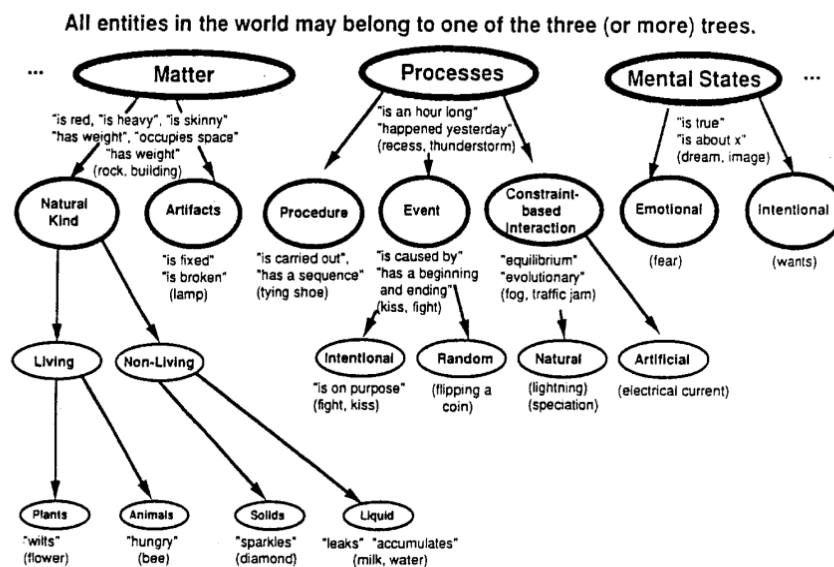 All entities in the world may belong to one of the three (or more) trees.
...
Matter
Processes
Mental States
...
"is red, "is heavy", "is skinny"
"has weight", "occupies space"
"has weight"
(rock, building)
"is an hour long"
"happened yesterday"
(recess, thunderstorm)
"is true"
"is about x"
(dream, image)
Natural
Kind
Artifacts
Procedure
Event
Constraint-
based
Interaction
Emotional
Intentional
"is fixed"
"is broken"
(lamp)
"is carried out",
"has a sequence"
(tying shoe)
"is caused by"
"has a beginning
and ending"
(kiss, fight)
"equilibrium"
"evolutionary"
(fog, traffic jam)
(fear)
(wants)
Living
Non-Living
Intentional
Random
Natural
Artificial
"is on purpose"
(fight, kiss)
(flipping a
coin)
(lightning)
(speciation)
(electrical current)
Plants
Animals
Solids
Liquid
"wilts"
(flower)
"hungry"
(bee)
"sparkles"
(diamond)
"leaks" "accumulates"
(milk, water)